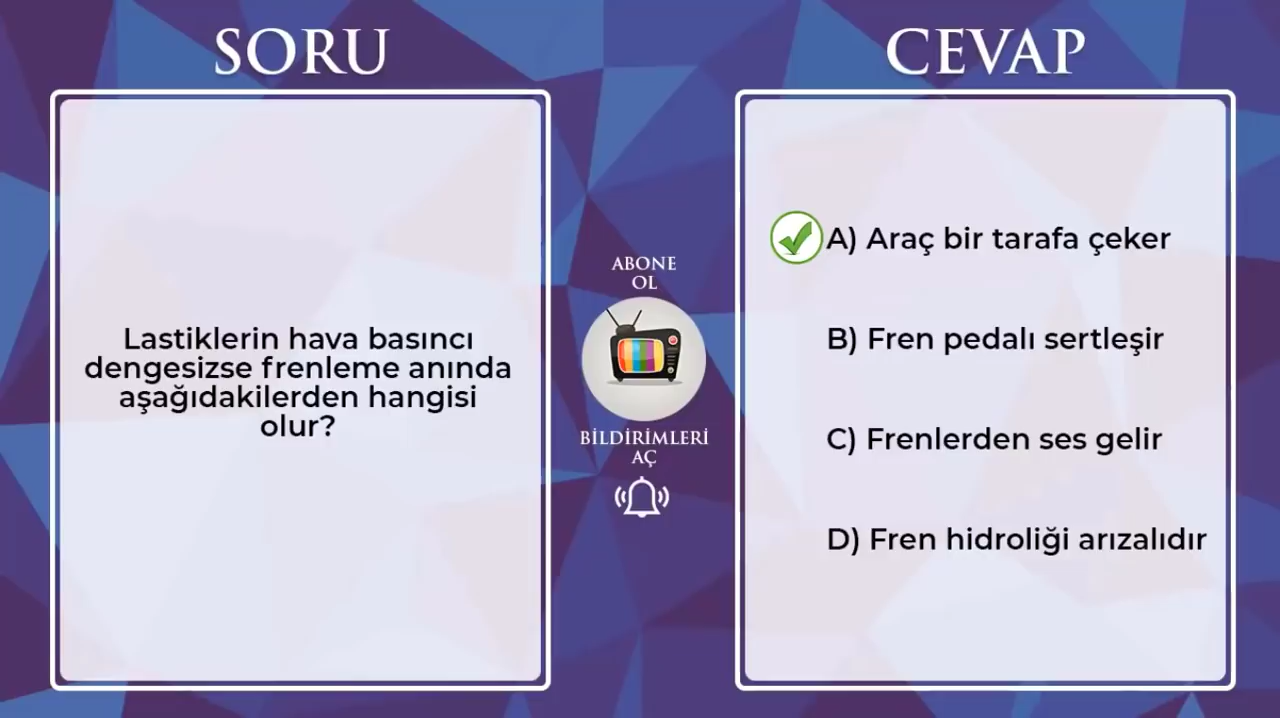 SORU
CEVAP
Lastiklerin hava basıncı
dengesizse frenleme anında
aşağıdakilerden hangisi
olur?
ABONE
OL
BİLDİRİMLERİ
AÇ
A) Araç bir tarafa çeker
B) Fren pedalı sertleşir
C) Frenlerden ses gelir
D) Fren hidroliği arızalıdır